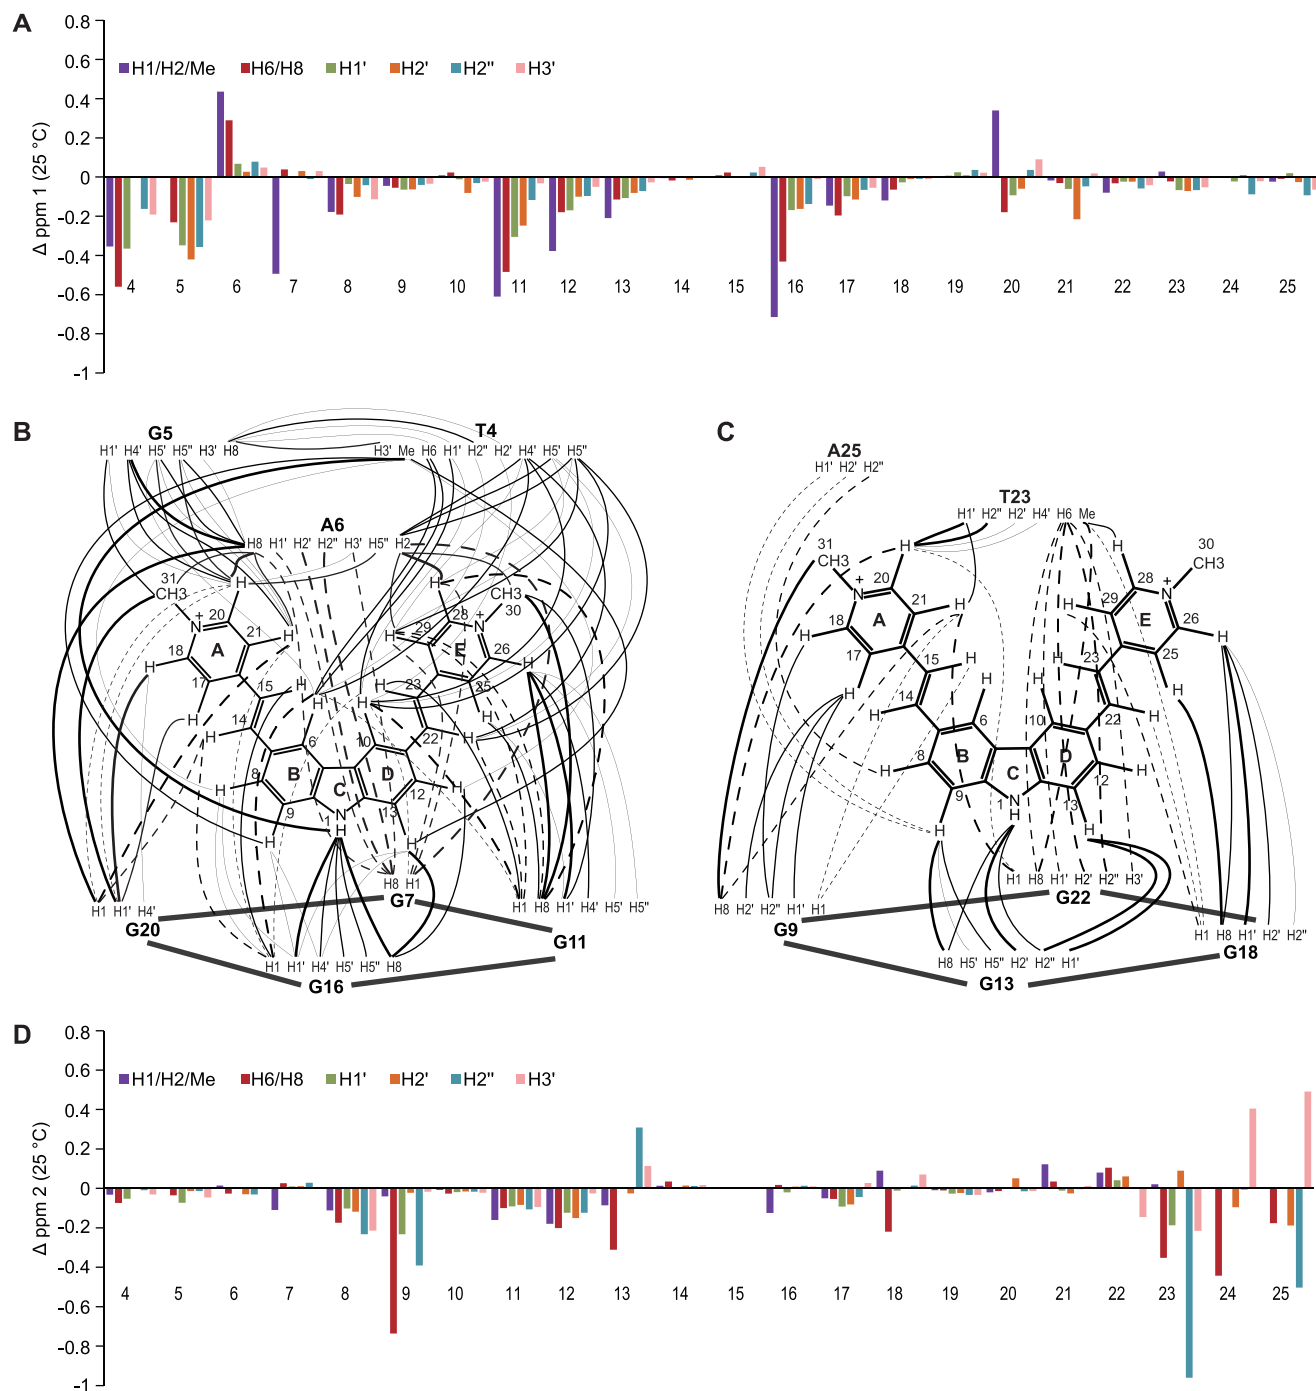 A
0.8
0.6
0.4
0.2
0
-0.2
-0.4
-0.6
-0.8
-1
Δ ppm 1 (25 °C)
H1/H2/Me H6/H8 H1' H2' H2'' H3'
4 5 6 7 8 9 10 11 12 13 14 15 16 17 18 19 20 21 22 23 24 25
B
G5 T4
H1' H4' H5' H5'' H3' H8
H3' Me H6 H1' H2'' H2' H4' H5' H5''
A6
H8 H1' H2' H2'' H3' H5'' H2
31
CH3
N
+
20
H
21
H
18
H
A
17
H
15
H
14
H
H
6
B
8
H
9
H
C
1
N
H
D
10
H
12
H
13
H
22
H
23
H
E
25
H
26
H
28
H
29
H
N
+
CH3
30
H8 H1
G7
H1 H1' H4'
G20
H1 H8 H1' H4' H5' H5''
G11
H1 H1' H4' H5' H5'' H8
G16
C
A25
H1' H2' H2''
T23
H1' H2'' H2' H4' H6 Me
31
CH3
N
+
20
H
21
H
18
H
A
17
H
15
H
14
H
H
6
B
8
H
9
H
C
1
N
H
D
10
H
12
H
13
H
22
H
23
H
E
25
H
26
H
28
H
29
H
N
+
30
CH3
H1 H8 H1' H2' H2'' H3'
G22
H8 H2' H2'' H1' H1
G9
H1 H8 H1' H2' H2''
G18
H8 H5' H5'' H2' H2'' H1'
G13
D
0.8
0.6
0.4
0.2
0
-0.2
-0.4
-0.6
-0.8
-1
Δ ppm 2 (25 °C)
H1/H2/Me H6/H8 H1' H2' H2'' H3'
4 5 6 7 8 9 10 11 12 13 14 15 16 17 18 19 20 21 22 23 24 25